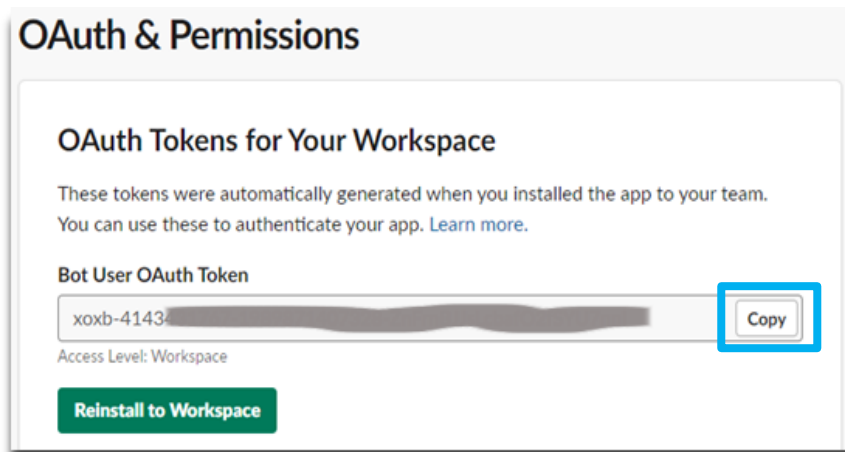 OAuth & Permissions
OAuth Tokens for Your Workspace
These tokens were automatically generated when you installed the app to your team.
You can use these to authenticate your app. Learn more.
Bot User OAuth Token
xoxb-4143
Copy
Access Level: Workspace
Reinstall to Workspace